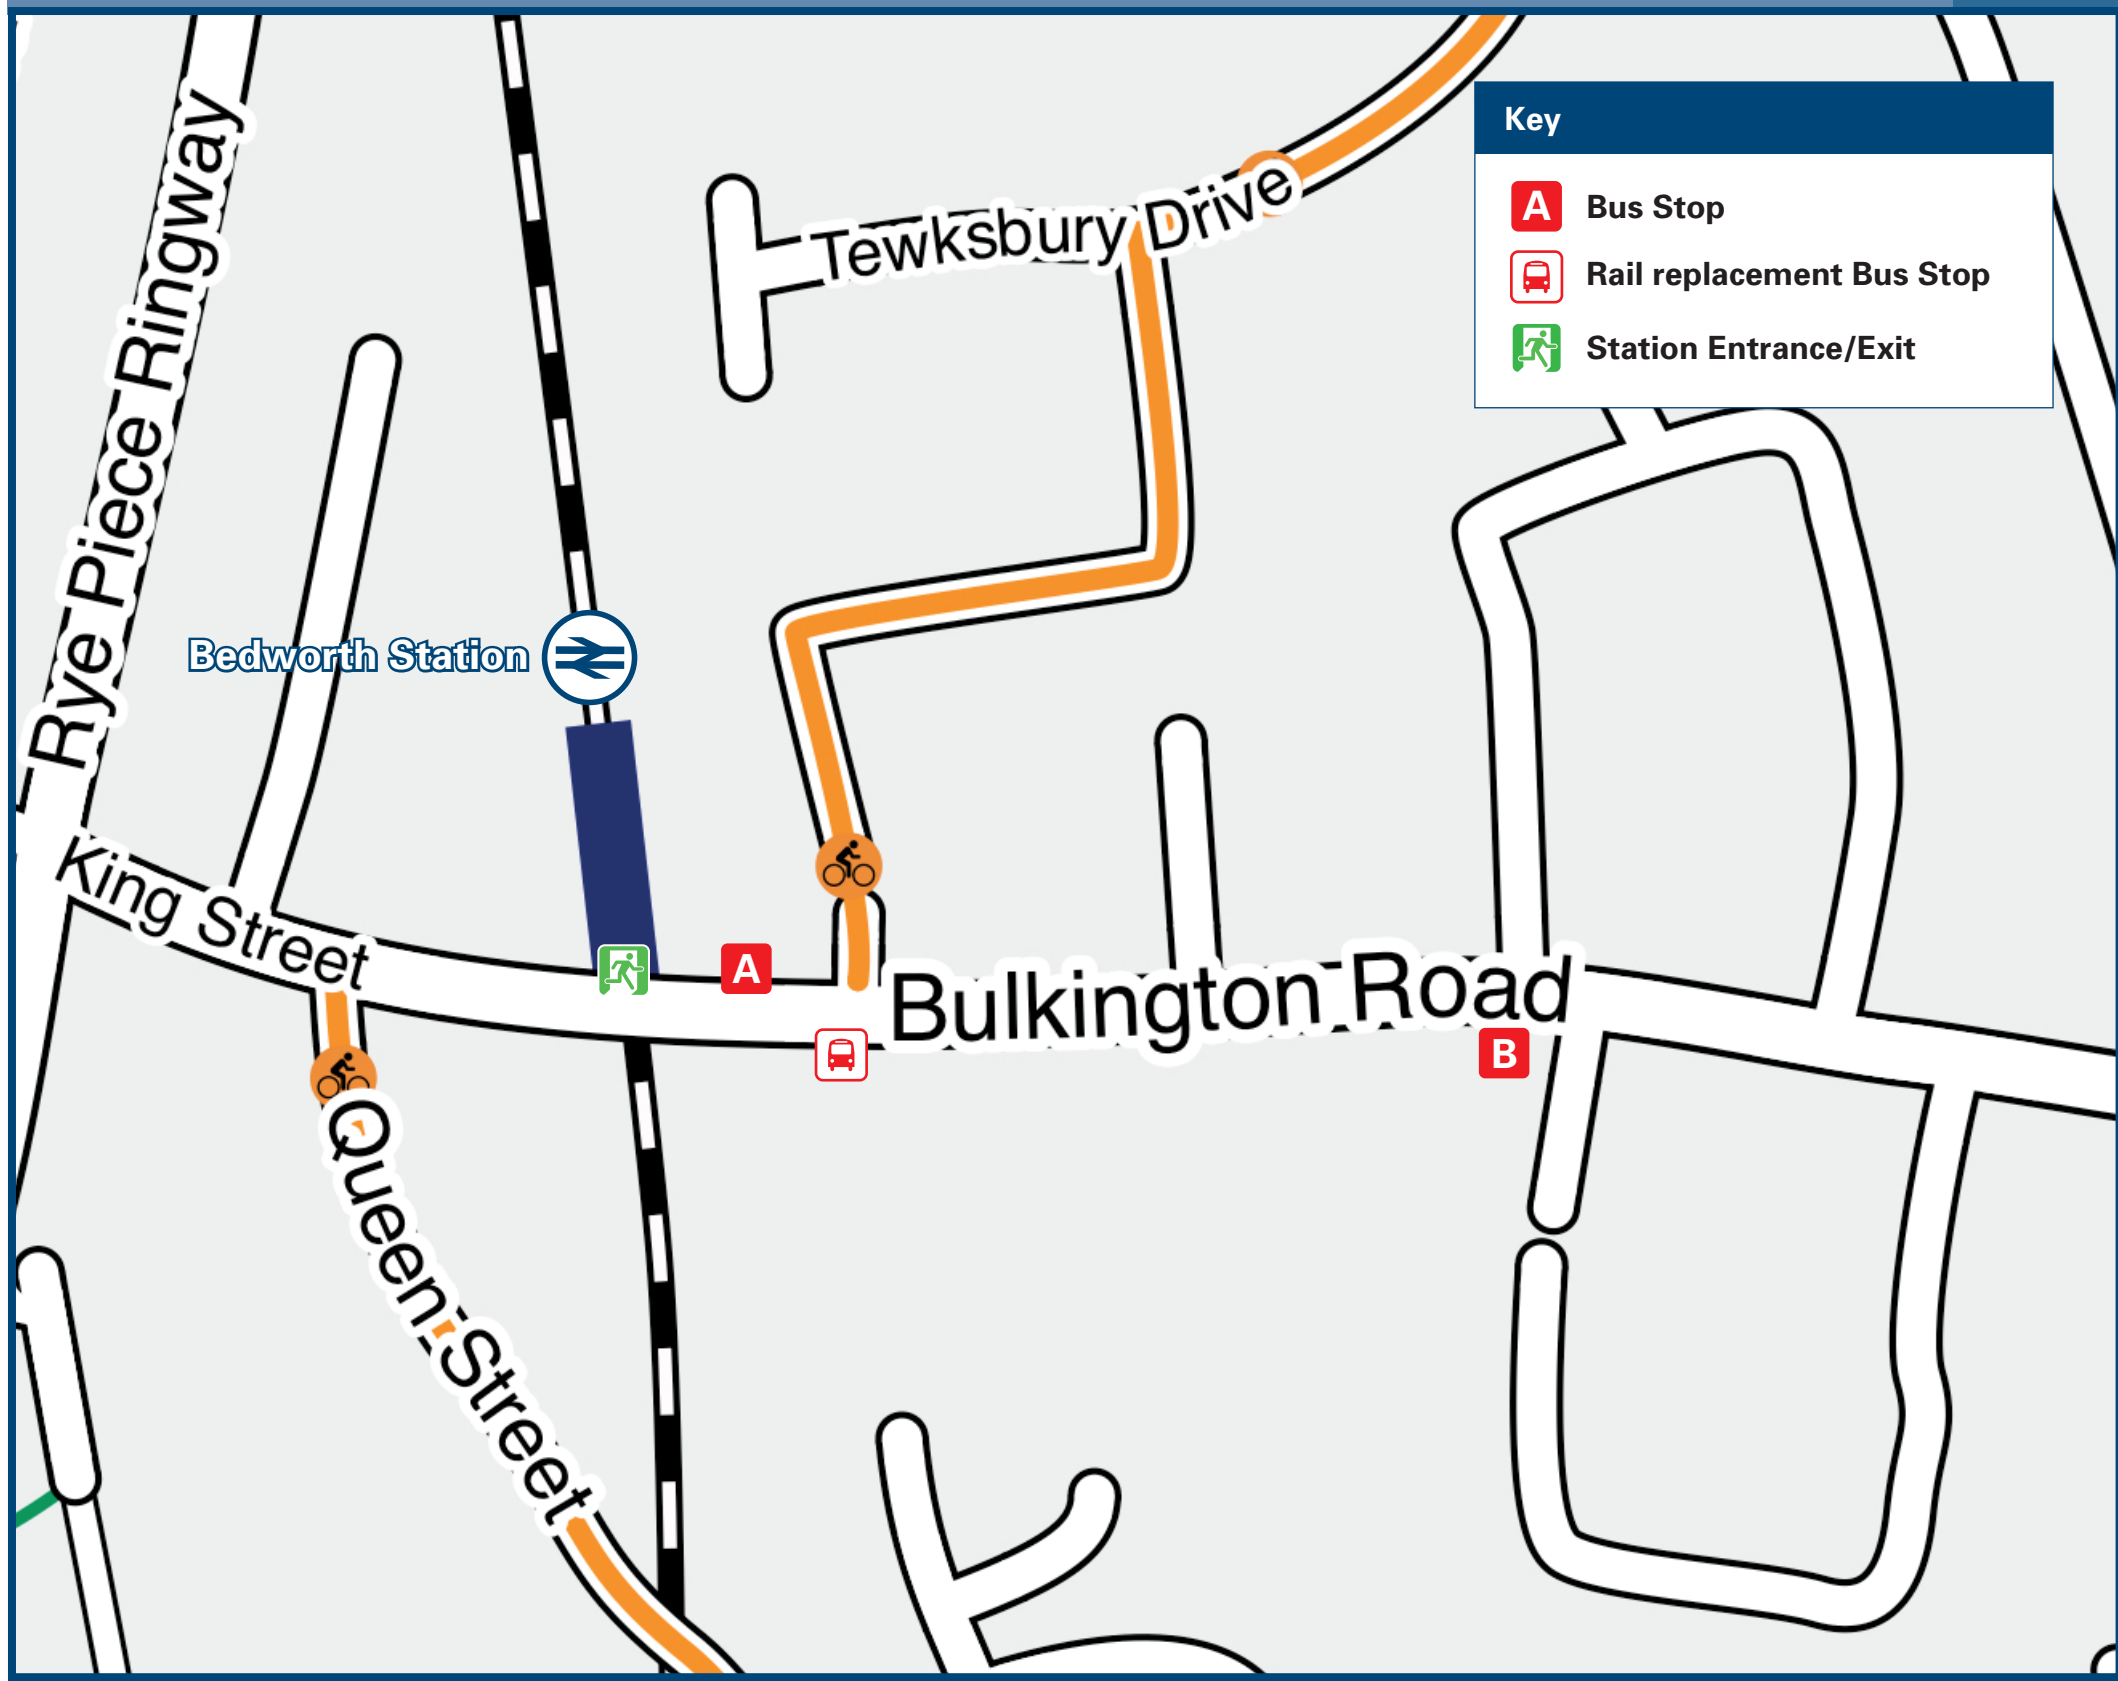 Key
A Bus Stop
Rail replacement Bus Stop
Station Entrance/Exit
Rye Piece Ringway
Tewksbury Drive
Bedworth Station
King Street
A
Bulkington Road
B
Queen Street